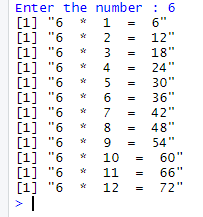 Enter the number : 6
[1] "6  *  1  =  6"
[1] "6  *  2  =  12"
[1] "6  *  3  =  18"
[1] "6  *  4  =  24"
[1] "6  *  5  =  30"
[1] "6  *  6  =  36"
[1] "6  *  7  =  42"
[1] "6  *  8  =  48"
[1] "6  *  9  =  54"
[1] "6  *  10  =  60"
[1] "6  *  11  =  66"
[1] "6  *  12  =  72"
>